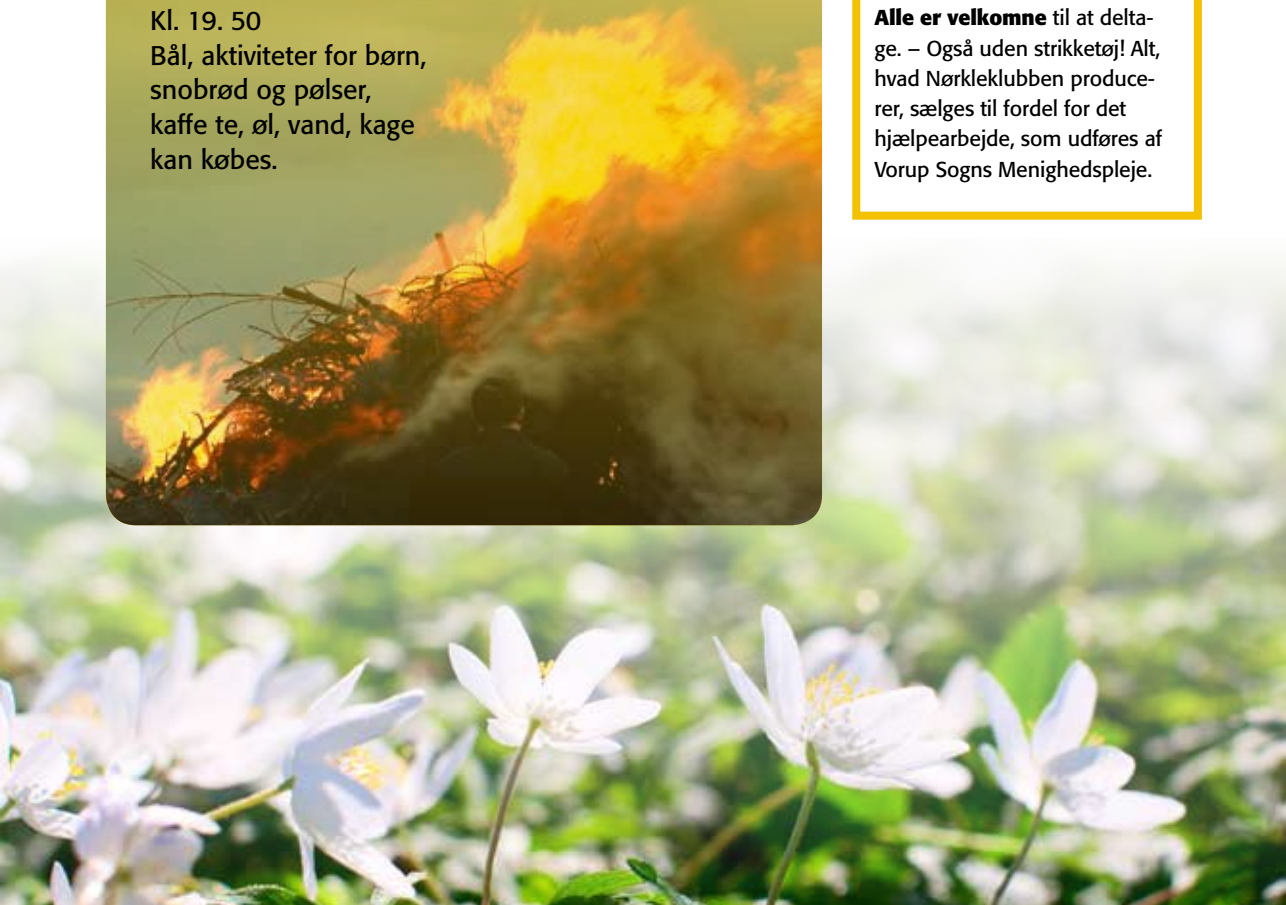 Kl. 19. 50
Bål, aktiviteter for børn,
snobrød og pølser,
kaffe te, øl, vand, kage
kan købes.
Alle er velkomne til at delta-
ge. – Også uden strikketøj! Alt,
hvad Nørkleklubben produce-
rer, sælges til fordel for det
hjælpearbejde, som udføres af
Vorup Sogns Menighedspleje.